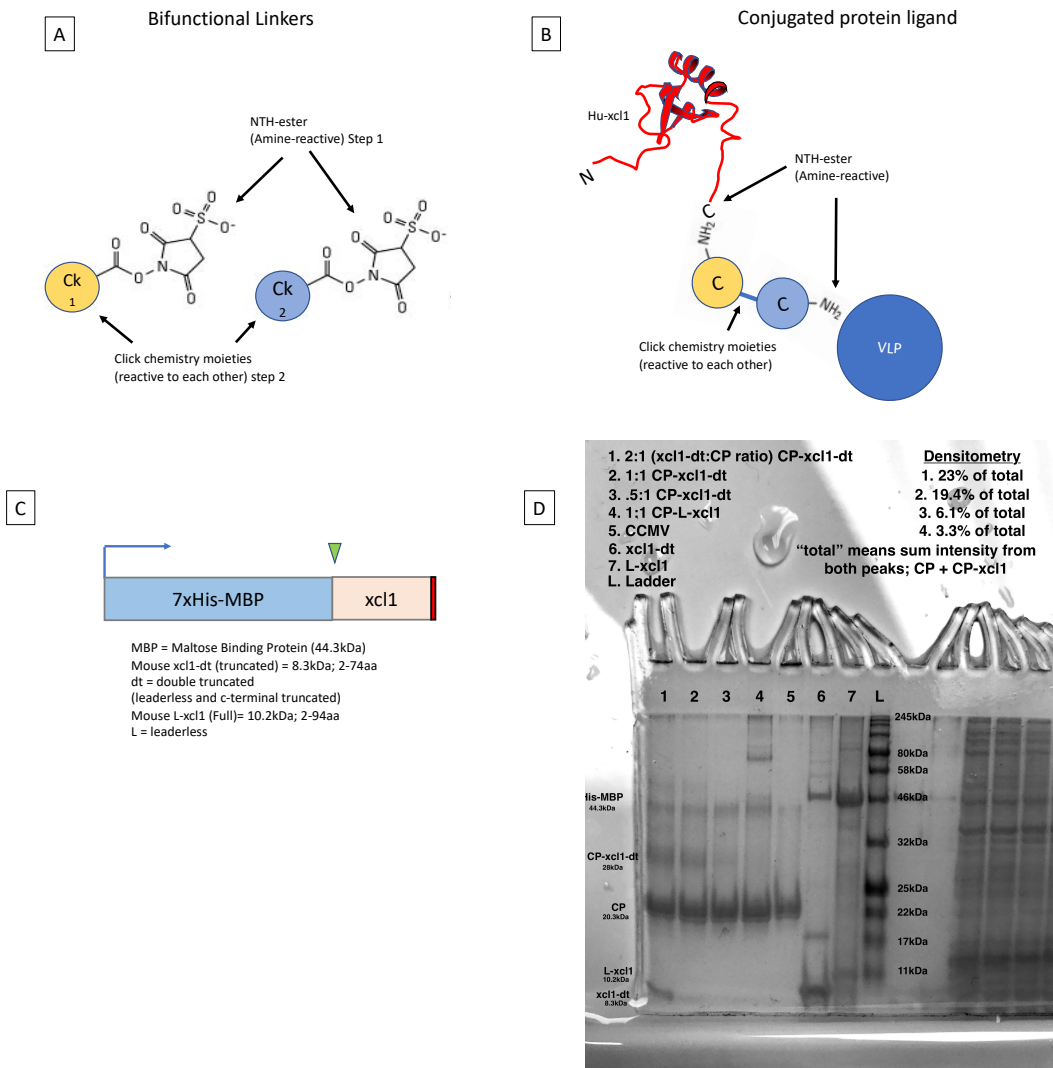 Bifunctional Linkers
A
NTH-ester
(Amine-reactive) Step 1
O
O
S
O-
O
O
O
N
O
O
O
S
O-
O
O
O
N
O
Ck
1
Ck
2
Click chemistry moieties
(reactive to each other) step 2
Conjugated protein ligand
B
Hu-xcl1
N
NTH-ester
(Amine-reactive)
C
NH2
C
C
NH2
VLP
Click chemistry moieties
(reactive to each other)
C
7xHis-MBP
xcl1
MBP = Maltose Binding Protein (44.3kDa)
Mouse xcl1-dt (truncated) = 8.3kDa; 2-74aa
dt = double truncated
(leaderless and c-terminal truncated)
Mouse L-xcl1 (Full)= 10.2kDa; 2-94aa
L = leaderless
D
1. 2:1 (xcl1-dt:CP ratio) CP-xcl1-dt
2. 1:1 CP-xcl1-dt
3. .5:1 CP-xcl1-dt
4. 1:1 CP-L-xcl1
5. CCMV
6. xcl1-dt
7. L-xcl1
L. Ladder
Densitometry
1. 23% of total
2. 19.4% of total
3. 6.1% of total
4. 3.3% of total
"total" means sum intensity from
both peaks; CP + CP-xcl1
1 2 3 4 5 6 7 L
245kDa
80kDa
58kDa
46kDa
32kDa
25kDa
22kDa
17kDa
11kDa
His-MBP
44.3kDa
CP-xcl1-dt
28kDa
CP
20.3kDa
L-xcl1
10.2kDa
xcl1-dt
8.3kDa